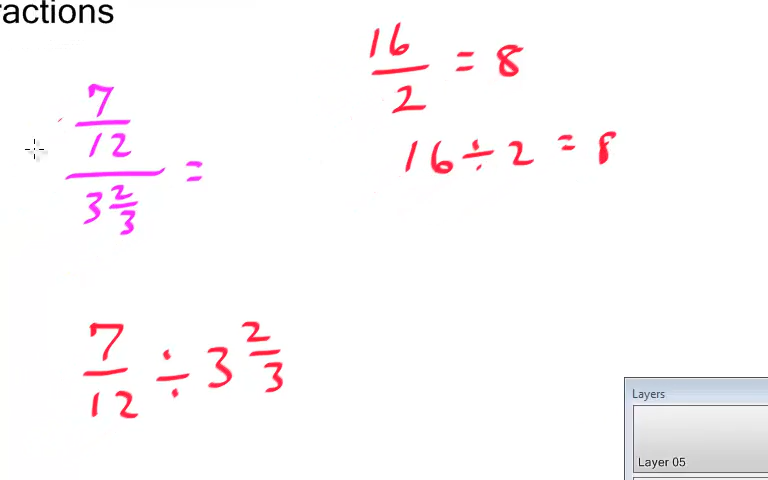 ractions
7
12
3 2/3
=
16/2 = 8
16 ÷ 2 = 8
7/12 ÷ 3 2/3
Layers
Layer 05